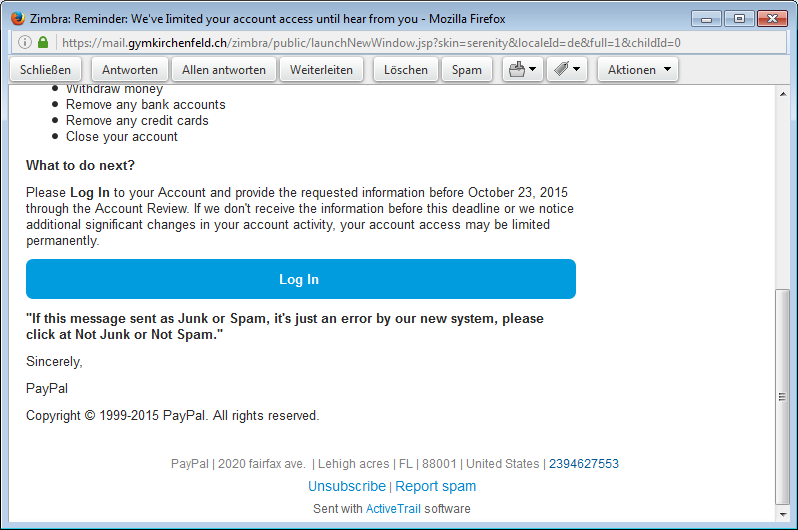 Zimbra: Reminder: We've limited your account access until hear from you - Mozilla Firefox
https://mail.gymkirchenfeld.ch/zimbra/public/launchNewWindow.jsp?skin=serenity&localeId=de&full=1&childId=0
Schließen Antworten Allen antworten Weiterleiten Löschen Spam Aktionen
Withdraw money
Remove any bank accounts
Remove any credit cards
Close your account
What to do next?
Please Log In to your Account and provide the requested information before October 23, 2015
through the Account Review. If we don't receive the information before this deadline or we notice
additional significant changes in your account activity, your account access may be limited
permanently.
Log In
"If this message sent as Junk or Spam, it's just an error by our new system, please
click at Not Junk or Not Spam."
Sincerely,
PayPal
Copyright © 1999-2015 PayPal. All rights reserved.
PayPal | 2020 fairfax ave. | Lehigh acres | FL | 88001 | United States | 2394627553
Unsubscribe | Report spam
Sent with ActiveTrail software